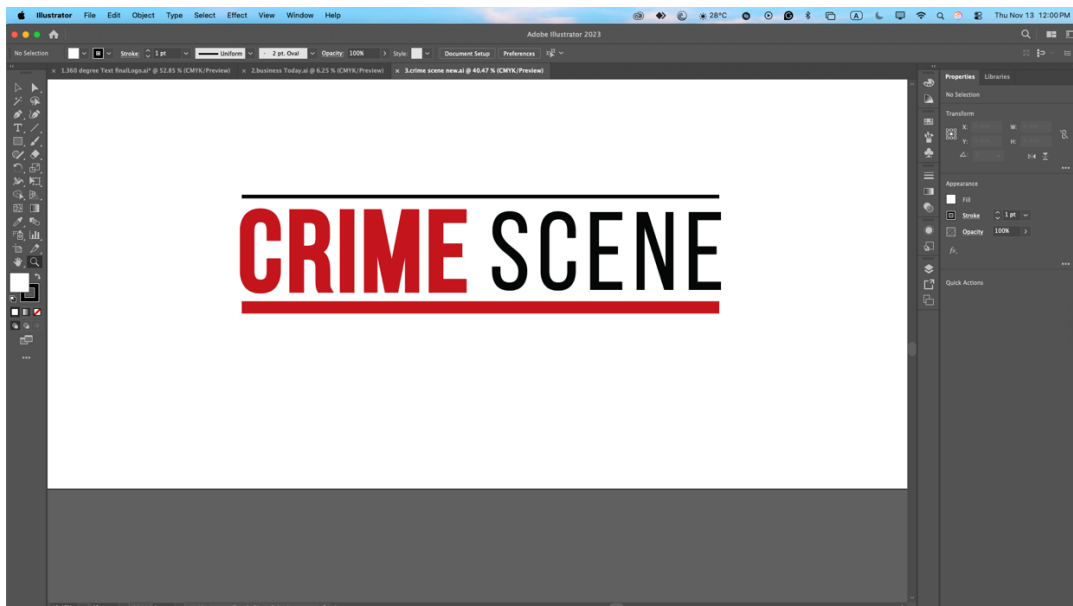 Illustrator File Edit Object Type Select Effect View Window Help 28°C A Thu Nov 13 12:00 PM
Adobe Illustrator 2023
No Selection Stroke: 1 pt Uniform 2 pt. Oval Opacity: 100% Style: Document Setup Preferences
× 1.360 degree Text finalLogo.ai* @ 52.85 % (CMYK/Preview) × 2.business Today.ai @ 6.25 % (CMYK/Preview) × 3.crime scene new.ai @ 40.47 % (CMYK/Preview)
Properties Libraries
No Selection
Transform
X: W:
Y: H:
Appearance
Fill
Stroke 1 pt
Opacity 100%
fx.
Quick Actions
CRIME SCENE